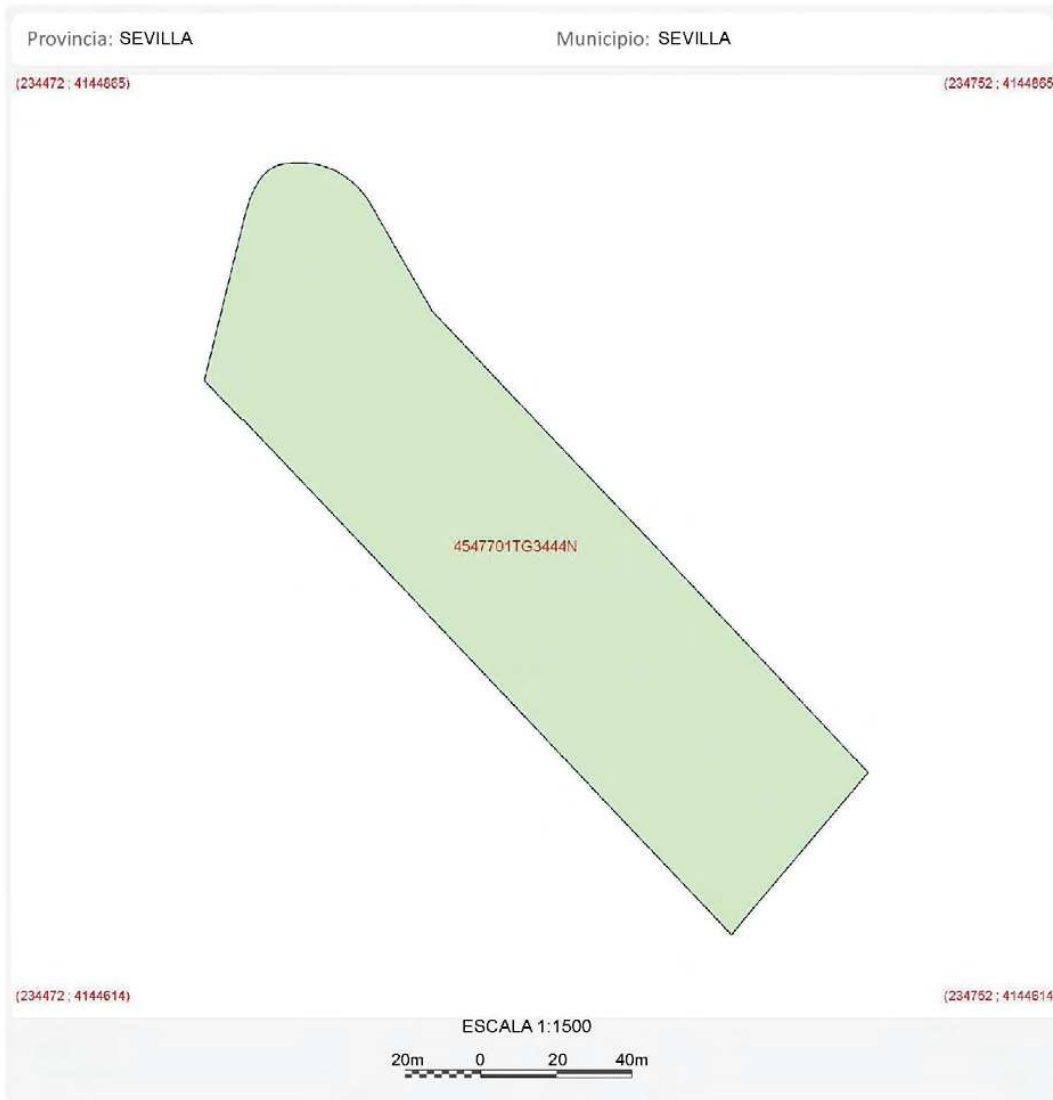 Provincia: SEVILLA Municipio: SEVILLA
(234472 ; 4144865) (234752 ; 4144865)
4547701TG3444N
(234472 ; 4144614) (234752 ; 4144614)
ESCALA 1:1500
20m 0 20 40m